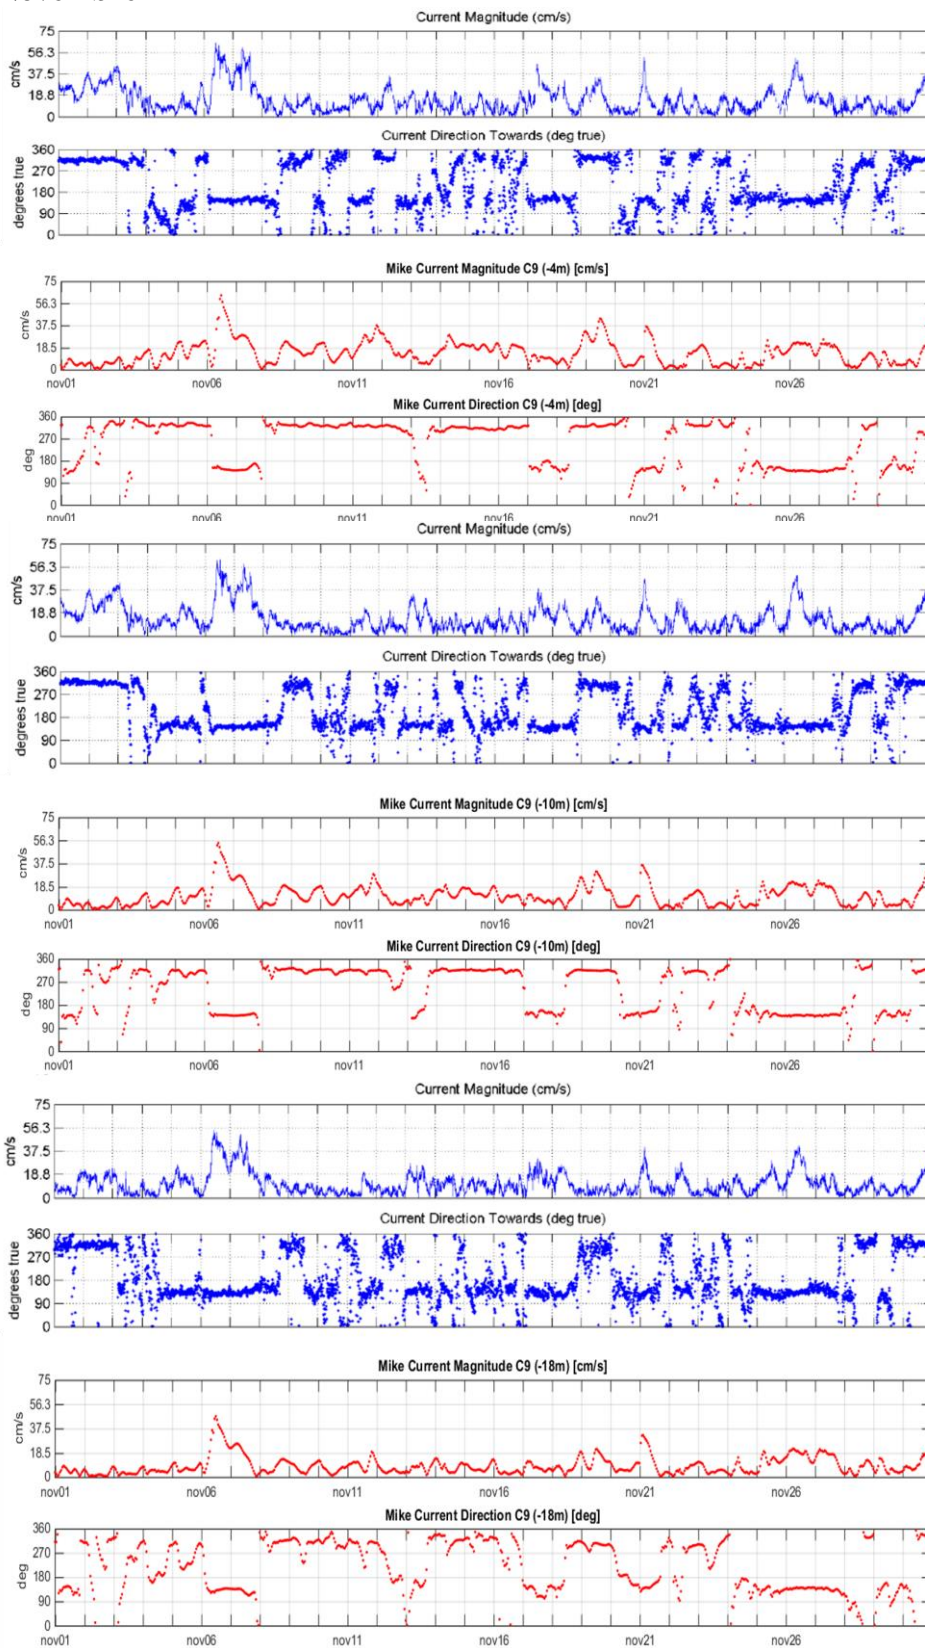 Current Magnitude (cm/s)
75
56.3
37.5
18.8
0
cm/s
Current Direction Towards (deg true)
360
270
180
90
0
degrees true
Mike Current Magnitude C9 (-4m) [cm/s]
75
56.3
37.5
18.5
0
cm/s
nov01 nov06 nov11 nov16 nov21 nov26
Mike Current Direction C9 (-4m) [deg]
360
270
180
90
0
deg
nov01 nov06 nov11 nov16 nov21 nov26
Current Magnitude (cm/s)
75
56.3
37.5
18.8
0
cm/s
Current Direction Towards (deg true)
360
270
180
90
0
degrees true
Mike Current Magnitude C9 (-10m) [cm/s]
75
56.3
37.5
18.5
0
cm/s
nov01 nov06 nov11 nov16 nov21 nov26
Mike Current Direction C9 (-10m) [deg]
360
270
180
90
0
deg
nov01 nov06 nov11 nov16 nov21 nov26
Current Magnitude (cm/s)
75
56.3
37.5
18.8
0
cm/s
Current Direction Towards (deg true)
360
270
180
90
0
degrees true
Mike Current Magnitude C9 (-18m) [cm/s]
75
56.3
37.5
18.5
0
cm/s
nov01 nov06 nov11 nov16 nov21 nov26
Mike Current Direction C9 (-18m) [deg]
360
270
180
90
0
deg
nov01 nov06 nov11 nov16 nov21 nov26